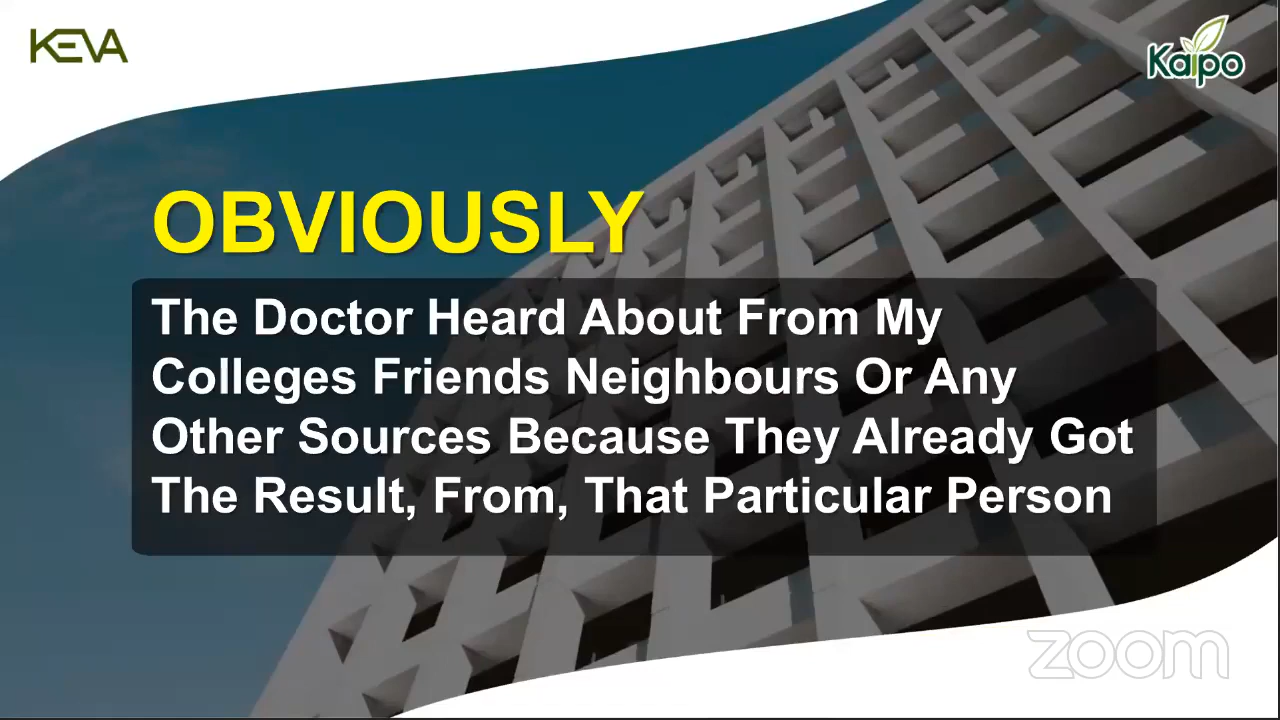 KEVA
Kaipo
OBVIOUSLY
The Doctor Heard About From My
Colleges Friends Neighbours Or Any
Other Sources Because They Already Got
The Result, From, That Particular Person
zoom